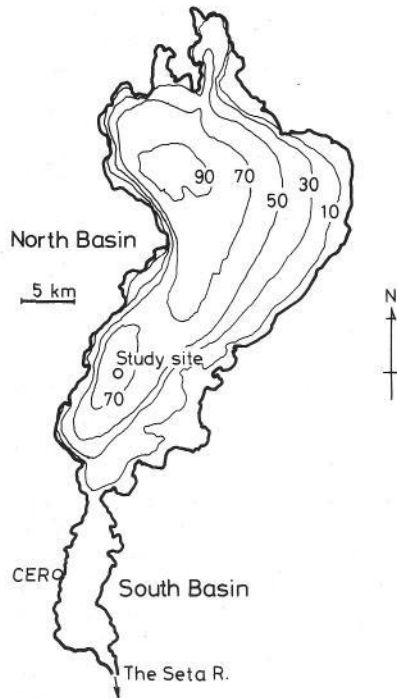 90
70
50
30
10
North Basin
5 km
N
Study site
70
CER
South Basin
The Seta R.